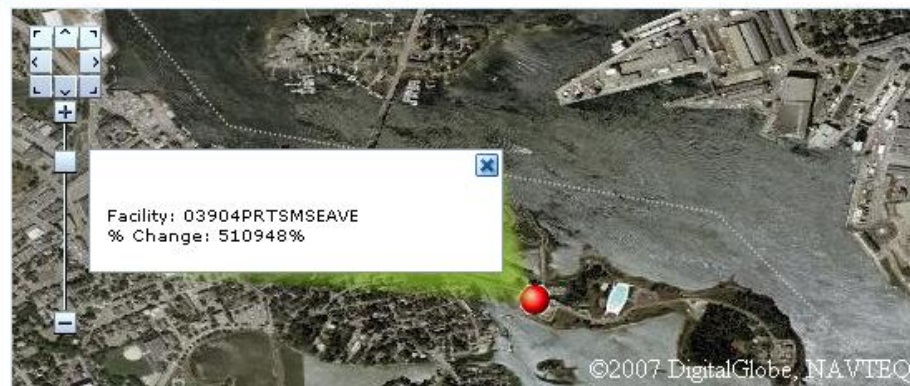 Facility: 03904PRTSMSEAVE
% Change: 510948%
©2007 DigitalGlobe, NAVTEQ